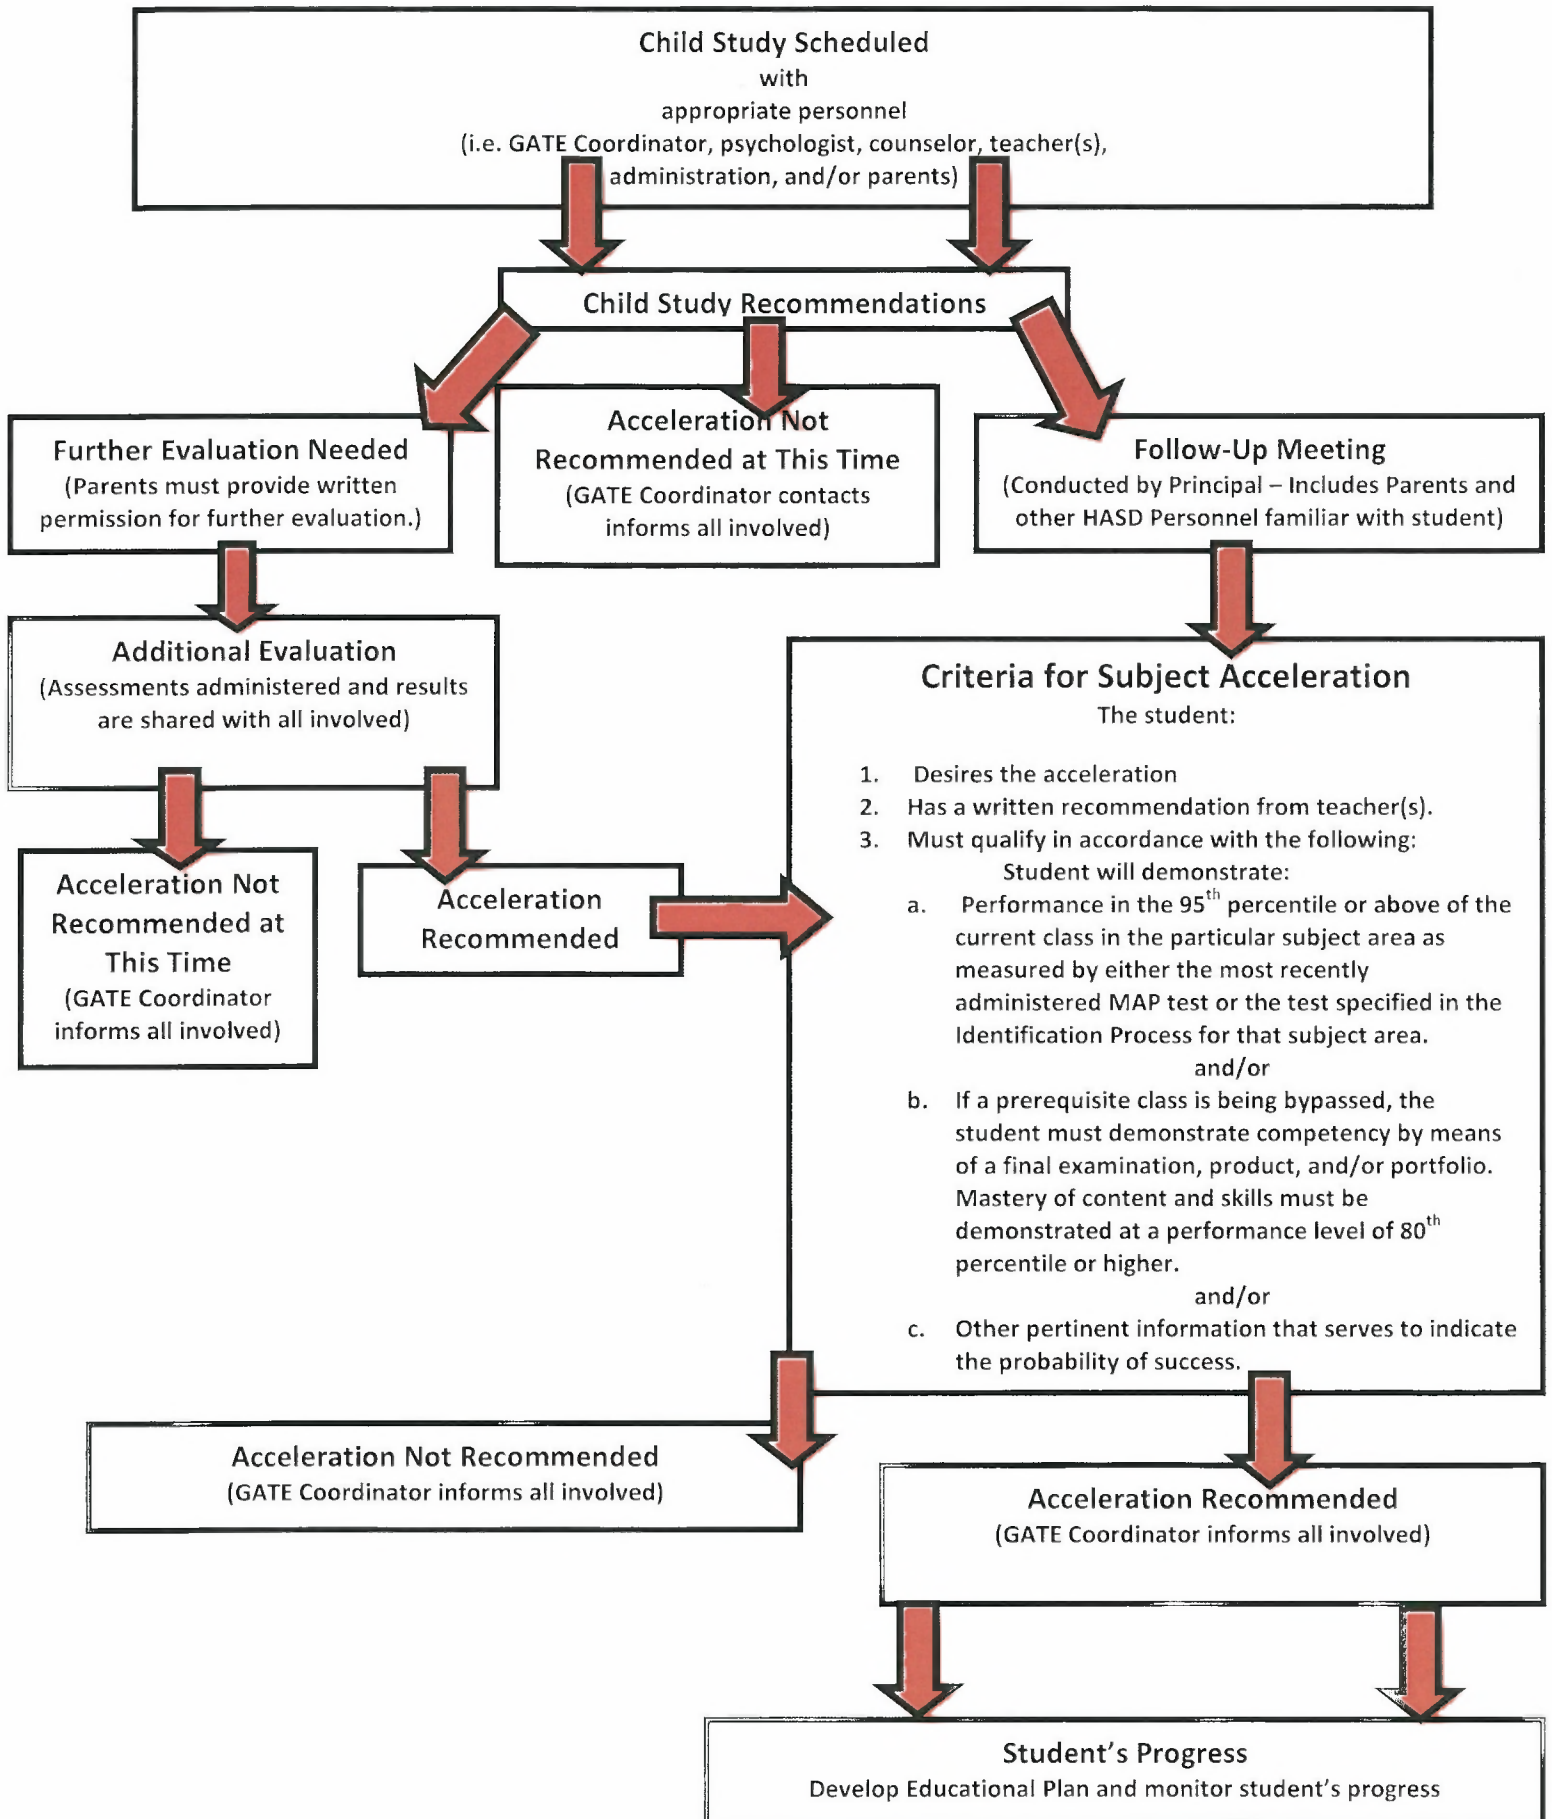 Child Study Scheduled
with
appropriate personnel
(i.e. GATE Coordinator, psychologist, counselor, teacher(s),
administration, and/or parents)
Child Study Recommendations
Further Evaluation Needed
(Parents must provide written
permission for further evaluation.)
Acceleration Not
Recommended at This Time
(GATE Coordinator contacts
informs all involved)
Follow-Up Meeting
(Conducted by Principal – Includes Parents and
other HASD Personnel familiar with student)
Additional Evaluation
(Assessments administered and results
are shared with all involved)
Acceleration Not
Recommended at
This Time
(GATE Coordinator
informs all involved)
Acceleration
Recommended
Criteria for Subject Acceleration
The student:
1. Desires the acceleration
2. Has a written recommendation from teacher(s).
3. Must qualify in accordance with the following:
Student will demonstrate:
a. Performance in the 95th percentile or above of the
current class in the particular subject area as
measured by either the most recently
administered MAP test or the test specified in the
Identification Process for that subject area.
and/or
b. If a prerequisite class is being bypassed, the
student must demonstrate competency by means
of a final examination, product, and/or portfolio.
Mastery of content and skills must be
demonstrated at a performance level of 80th
percentile or higher.
and/or
c. Other pertinent information that serves to indicate
the probability of success.
Acceleration Not Recommended
(GATE Coordinator informs all involved)
Acceleration Recommended
(GATE Coordinator informs all involved)
Student's Progress
Develop Educational Plan and monitor student's progress